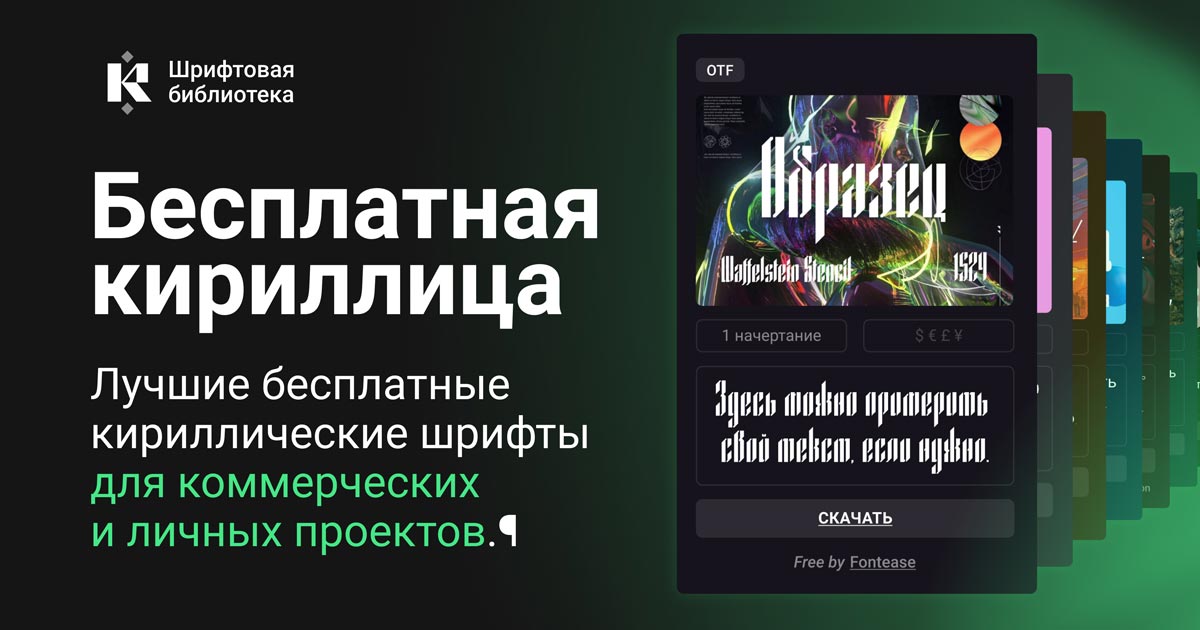 Шрифтовая
библиотека
Бесплатная
кириллица
Лучшие бесплатные
кириллические шрифты
для коммерческих
и личных проектов.¶
OTF
Образец
Waffelstein Stencil
1529
1 начертание
$ € £ ¥
Здесь можно промерить
свой текст, если нужно.
СКАЧАТЬ
Free by Fontease